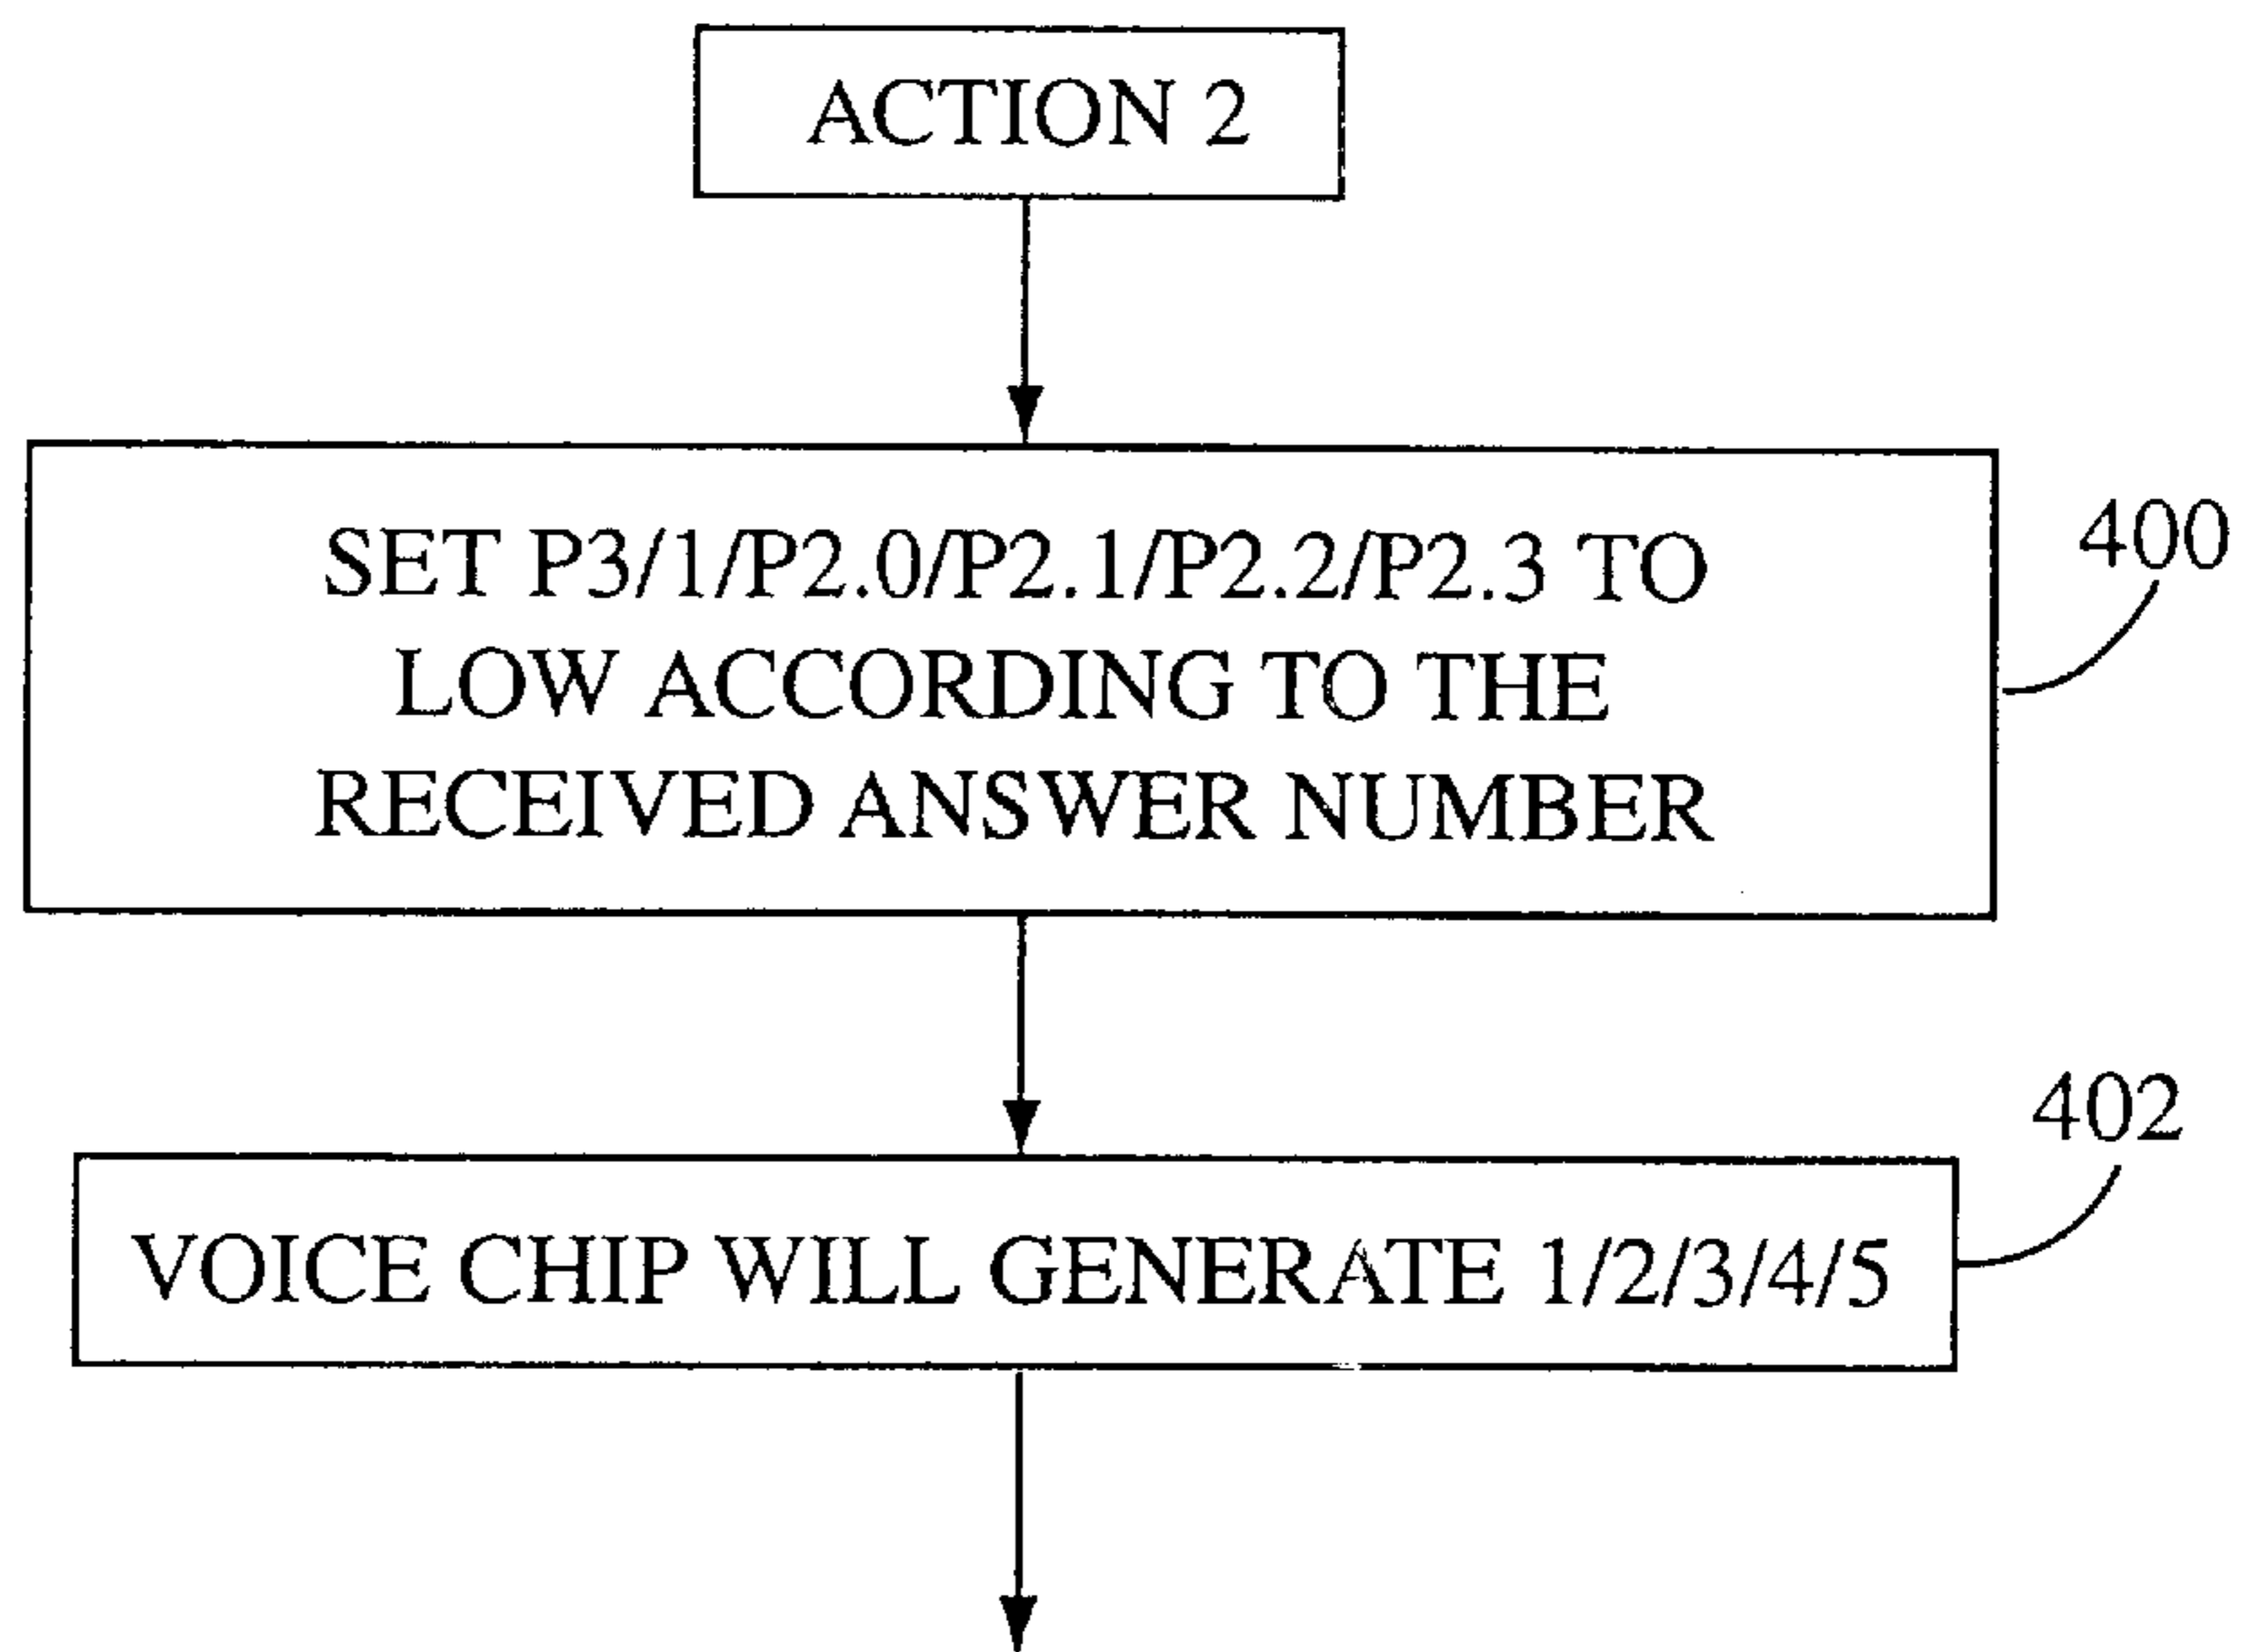 ACTION 2
SET P3/1/P2.0/P2.1/P2.2/P2.3 TO
LOW ACCORDING TO THE
RECEIVED ANSWER NUMBER
400
402
VOICE CHIP WILL GENERATE 1/2/3/4/5